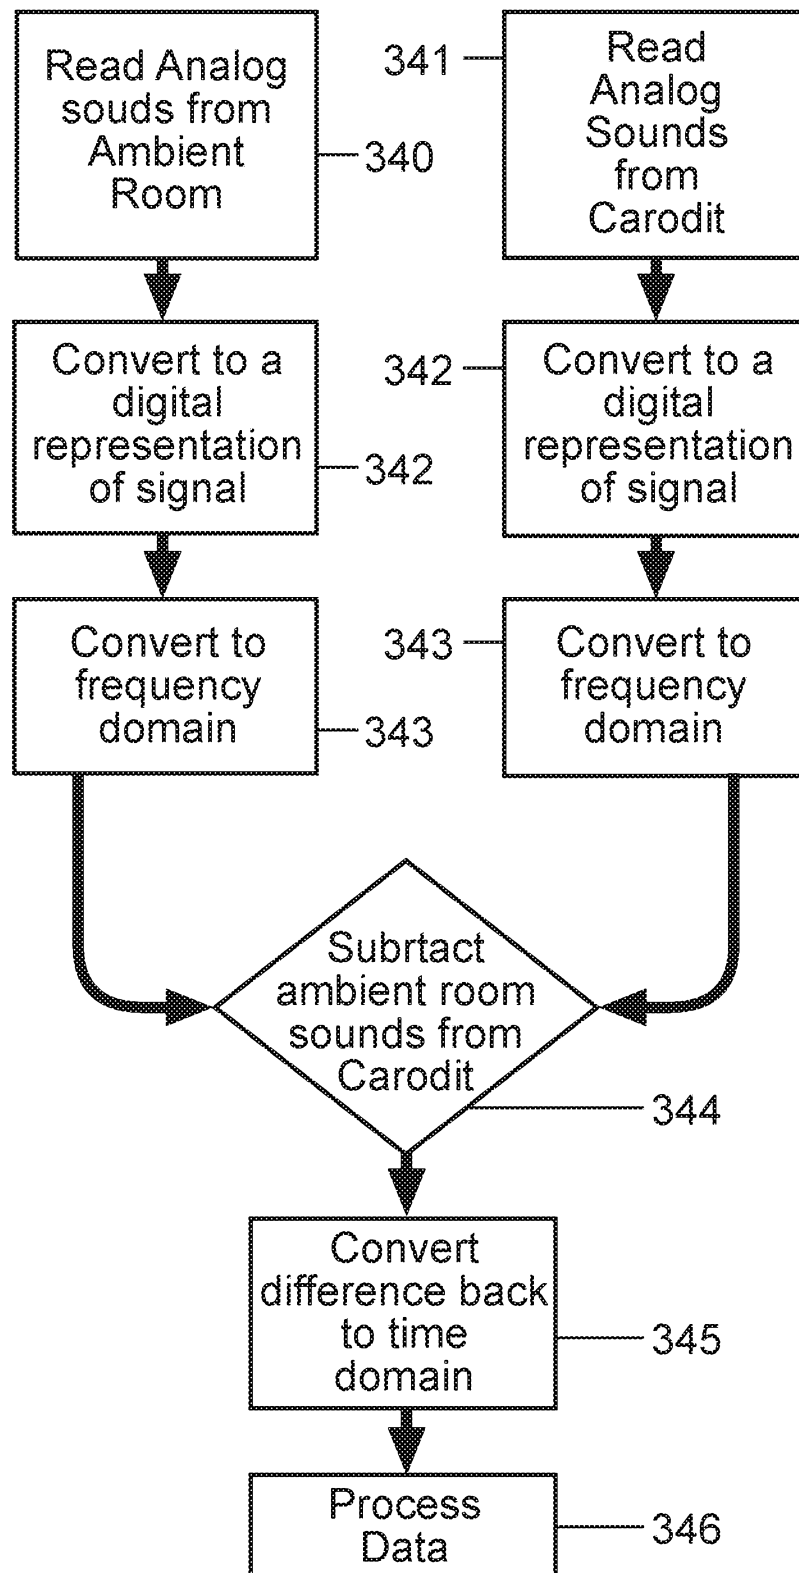 Read Analog
souds from
Ambient
Room
340
341
Read
Analog
Sounds
from
Carodit
Convert to a
digital
representation
of signal
342
342
Convert to a
digital
representation
of signal
Convert to
frequency
domain
343
343
Convert to
frequency
domain
Subrtact
ambient room
sounds from
Carodit
344
Convert
difference back
to time
domain
345
Process
Data
346